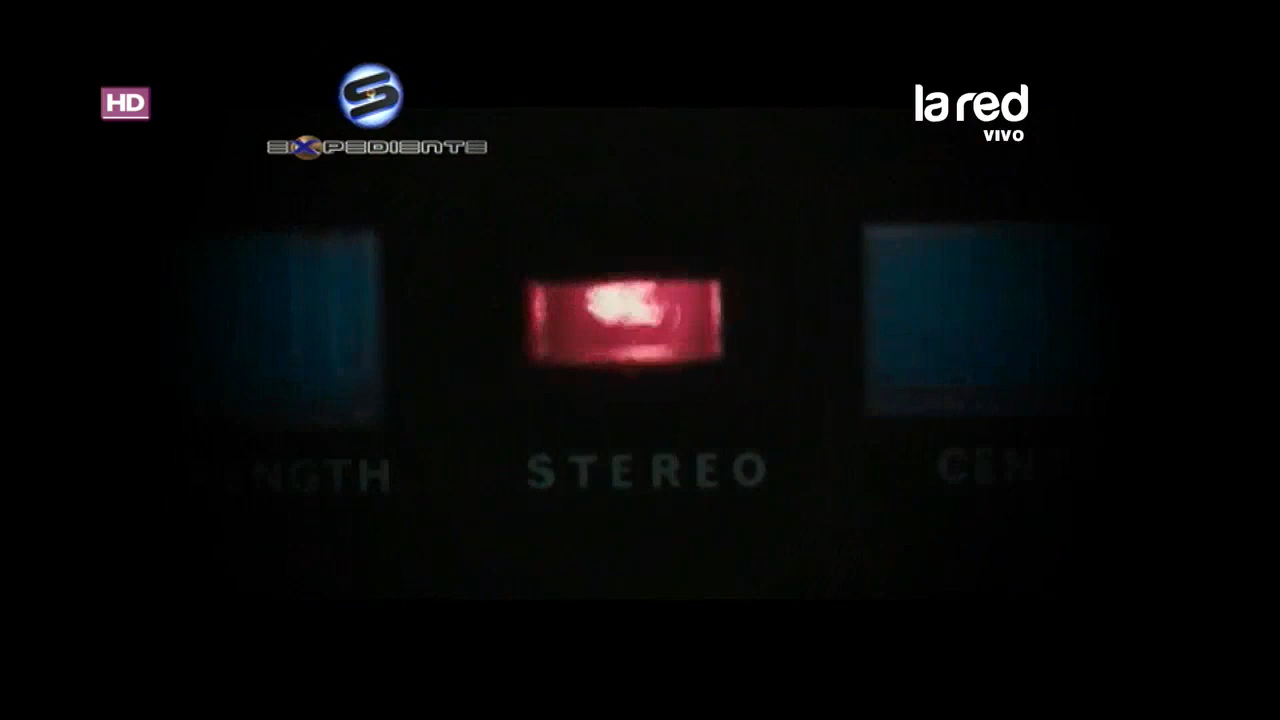 HD
S
la red
VIVO
EXPEDIENTE
STEREO